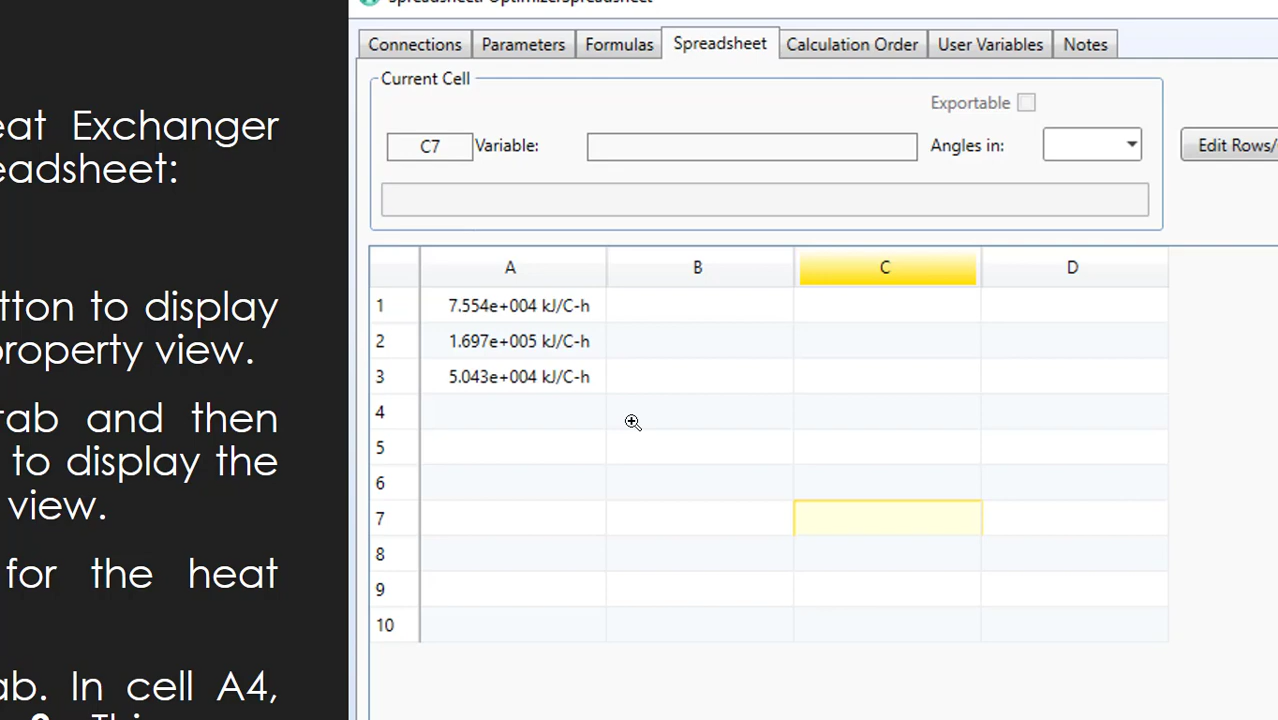 Spreadsheet: OptimizerSpreadsheet
Connections Parameters Formulas Spreadsheet Calculation Order User Variables Notes
Current Cell
Exportable
C7 Variable: Angles in: Edit Rows/
A B C D
1 7.554e+004 kJ/C-h
2 1.697e+005 kJ/C-h
3 5.043e+004 kJ/C-h
4
5
6
7
8
9
10
eat Exchanger
eadsheet:
tton to display
property view.
tab and then
to display the
view.
for the heat
ab. In cell A4,